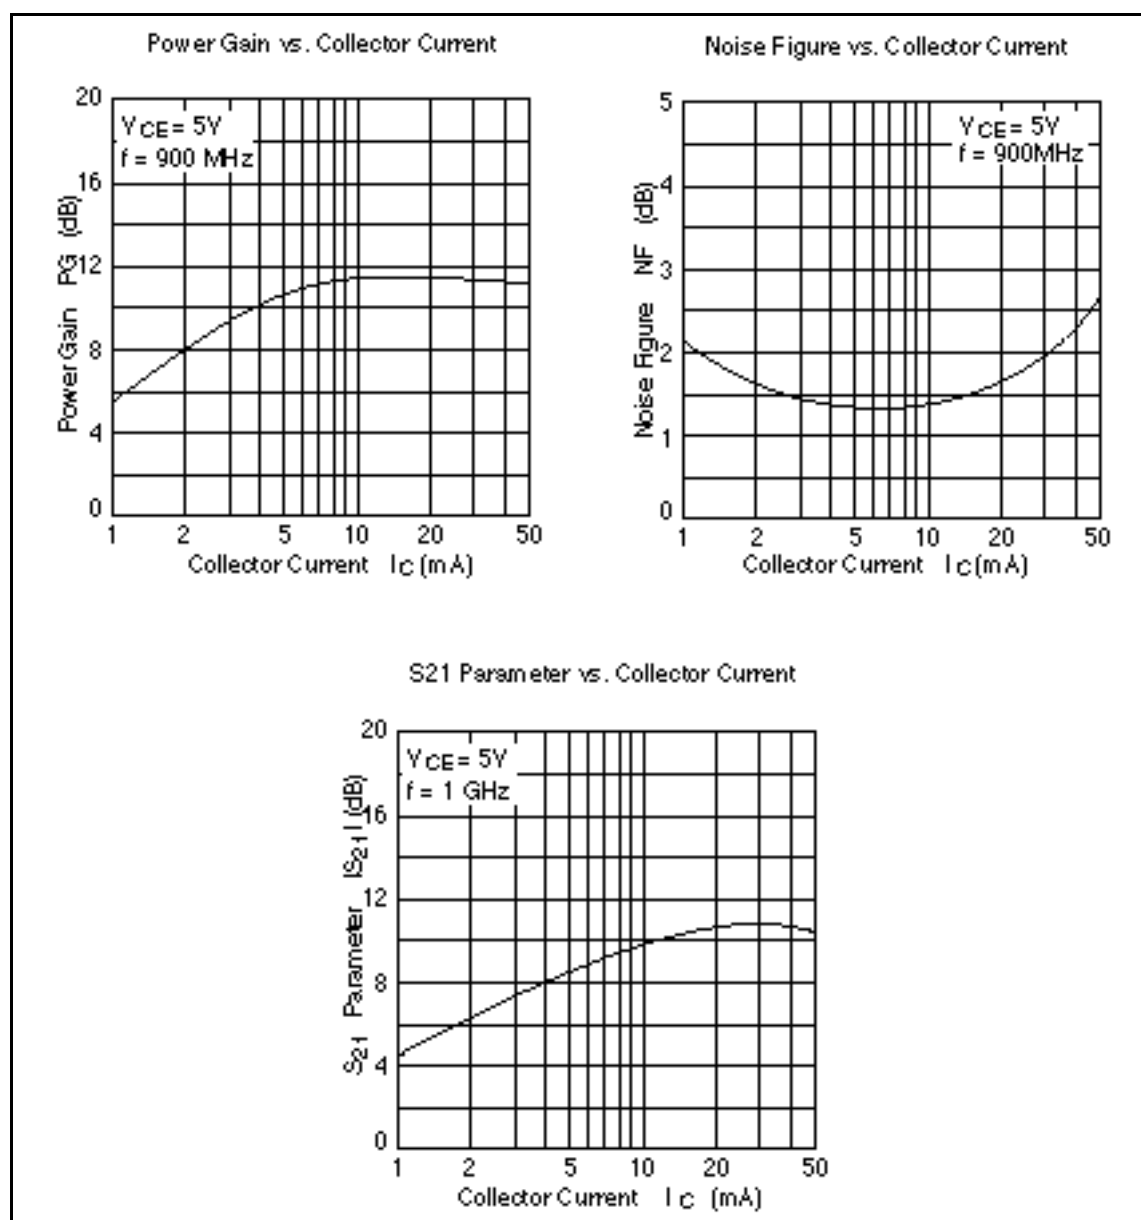 Power Gain vs. Collector Current
20
16
12
8
4
0
Power Gain PG (dB)
VCE = 5V
f = 900 MHz
1 2 5 10 20 50
Collector Current IC (mA)
Noise Figure vs. Collector Current
5
4
3
2
1
0
Noise Figure NF (dB)
VCE = 5V
f = 900MHz
1 2 5 10 20 50
Collector Current IC (mA)
S21 Parameter vs. Collector Current
20
16
12
8
4
0
S21 Parameter |S21| (dB)
VCE = 5V
f = 1 GHz
1 2 5 10 20 50
Collector Current IC (mA)